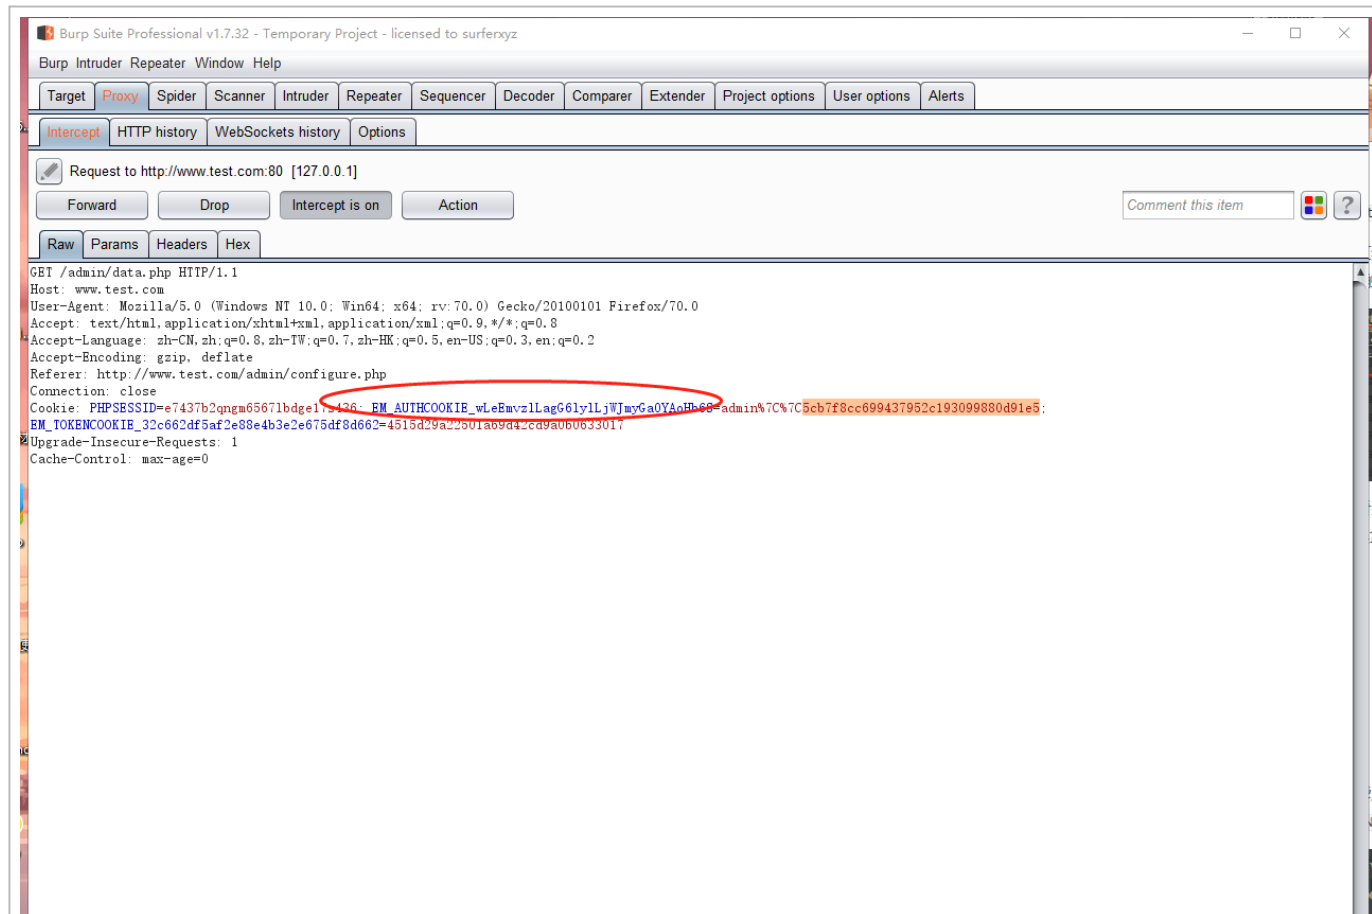 Burp Suite Professional v1.7.32 - Temporary Project - licensed to surferxyz
Burp Intruder Repeater Window Help
Target Proxy Spider Scanner Intruder Repeater Sequencer Decoder Comparer Extender Project options User options Alerts
Intercept HTTP history WebSockets history Options
Request to http://www.test.com:80 [127.0.0.1]
Forward Drop Intercept is on Action Comment this item ?
Raw Params Headers Hex
GET /admin/data.php HTTP/1.1
Host: www.test.com
User-Agent: Mozilla/5.0 (Windows NT 10.0; Win64; x64; rv:70.0) Gecko/20100101 Firefox/70.0
Accept: text/html,application/xhtml+xml,application/xml;q=0.9,*/*;q=0.8
Accept-Language: zh-CN,zh;q=0.8,zh-TW;q=0.7,zh-HK;q=0.5,en-US;q=0.3,en;q=0.2
Accept-Encoding: gzip, deflate
Referer: http://www.test.com/admin/configure.php
Connection: close
Cookie: =admin%7C%7C5cb7f8cc699437952c193099880d91e5;
EM_TOKENCOOKIE_32c662df5af2e88e4b3e2e675df8d662=4515d29a22501a69d42cd9a0b0633017
Upgrade-Insecure-Requests: 1
Cache-Control: max-age=0